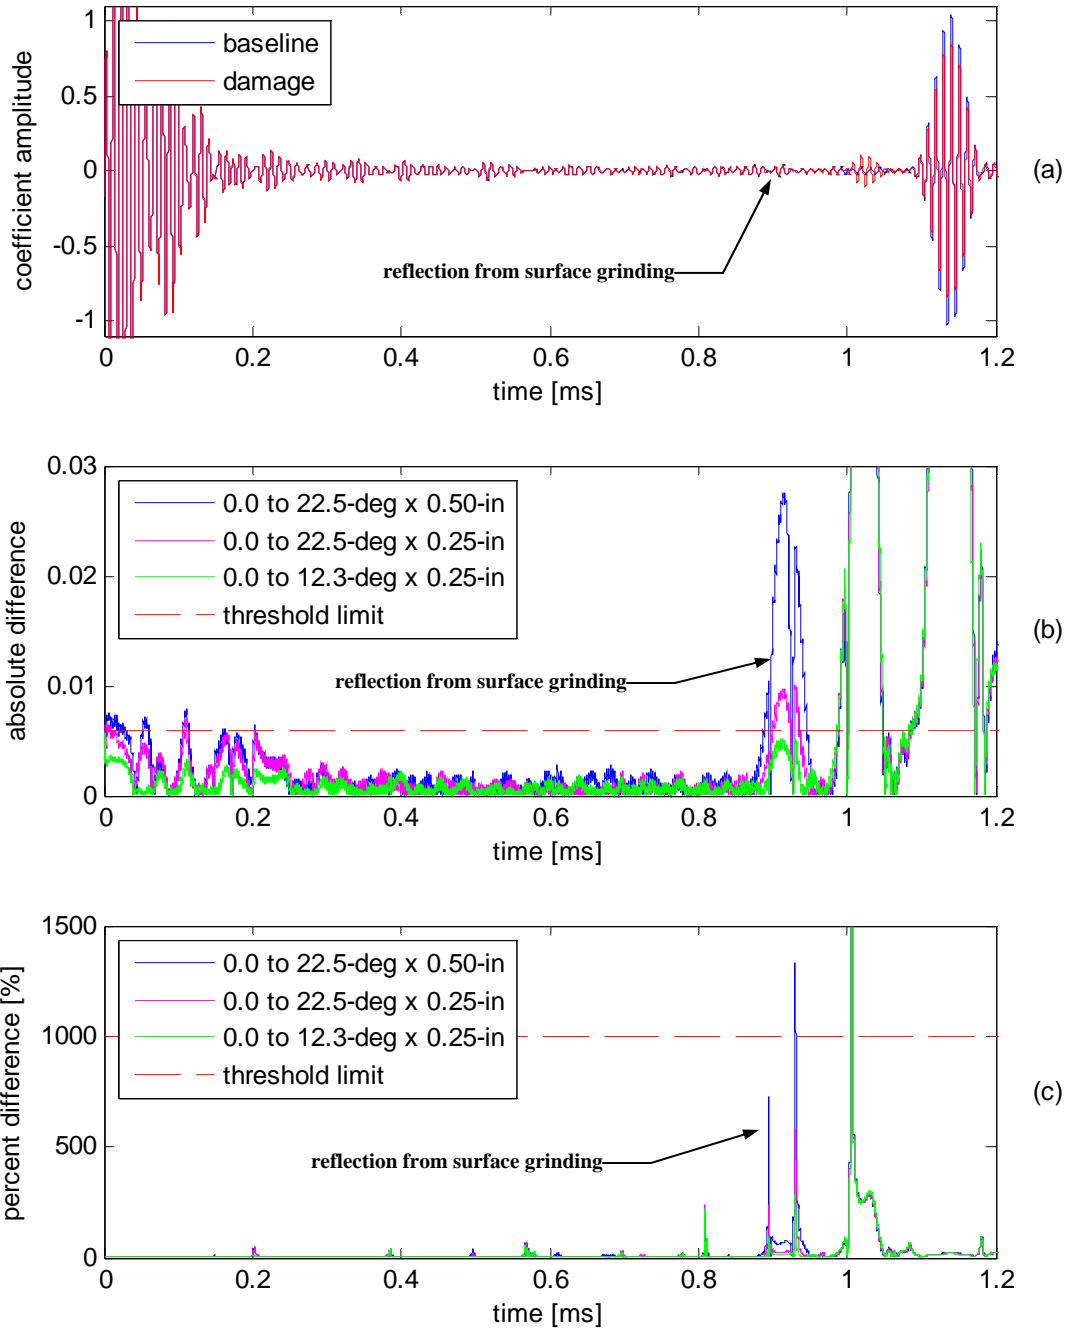 1
0.5
0
-0.5
-1
coefficient amplitude
baseline
damage
reflection from surface grinding
(a)
0 0.2 0.4 0.6 0.8 1 1.2
time [ms]
0.03
0.02
0.01
0
absolute difference
0.0 to 22.5-deg x 0.50-in
0.0 to 22.5-deg x 0.25-in
0.0 to 12.3-deg x 0.25-in
threshold limit
reflection from surface grinding
(b)
0 0.2 0.4 0.6 0.8 1 1.2
time [ms]
1500
1000
500
0
percent difference [%]
0.0 to 22.5-deg x 0.50-in
0.0 to 22.5-deg x 0.25-in
0.0 to 12.3-deg x 0.25-in
threshold limit
reflection from surface grinding
(c)
0 0.2 0.4 0.6 0.8 1 1.2
time [ms]